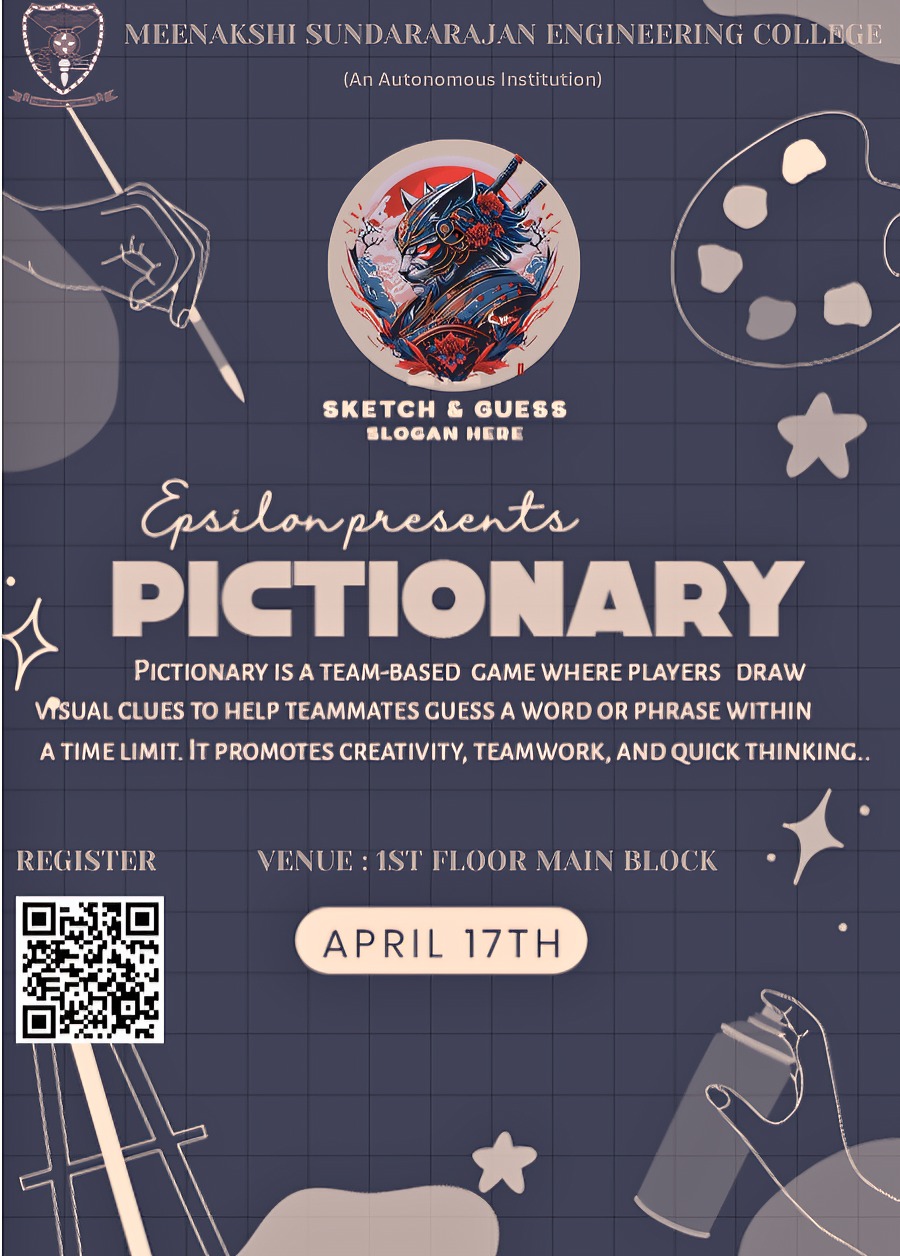 MEENAKSHI SUNDARARAJAN ENGINEERING COLLEGE
(An Autonomous Institution)
SKETCH & GUESS
SLOGAN HERE
Epsilon presents
PICTIONARY
PICTIONARY IS A TEAM-BASED GAME WHERE PLAYERS DRAW
VISUAL CLUES TO HELP TEAMMATES GUESS A WORD OR PHRASE WITHIN
A TIME LIMIT. IT PROMOTES CREATIVITY, TEAMWORK, AND QUICK THINKING..
REGISTER
VENUE : 1ST FLOOR MAIN BLOCK
APRIL 17TH